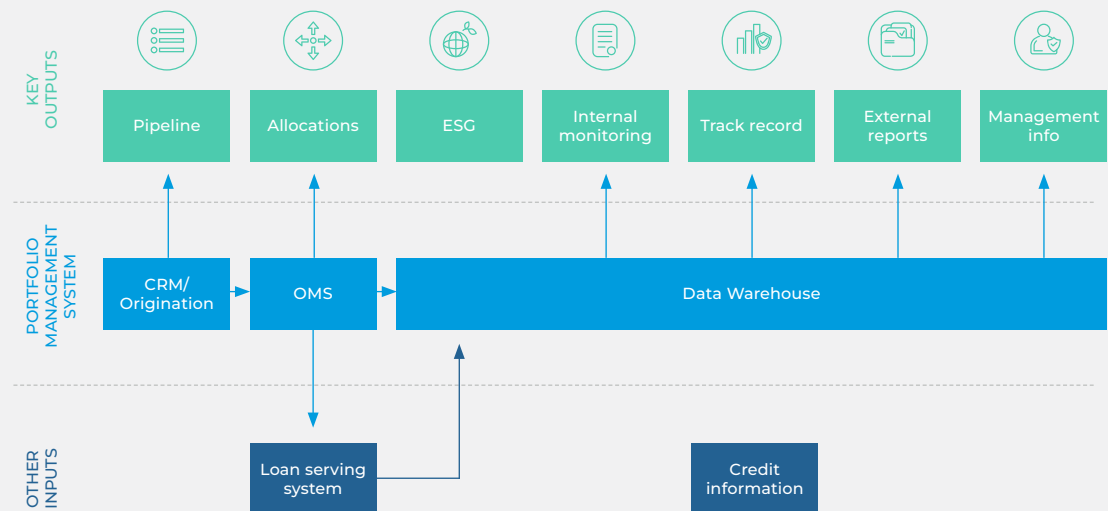 KEY
OUTPUTS
Pipeline
Allocations
ESG
Internal
monitoring
Track record
External
reports
Management
info
PORTFOLIO
MANAGEMENT
SYSTEM
CRM/
Origination
OMS
Data Warehouse
OTHER
INPUTS
Loan serving
system
Credit
information